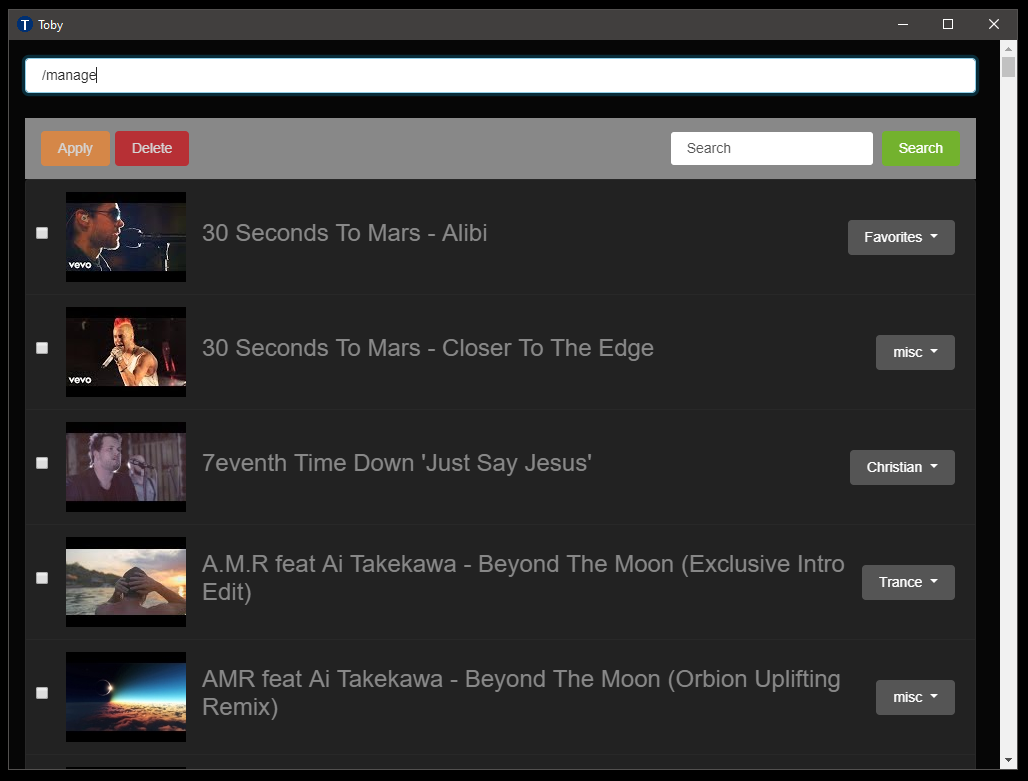 T Toby
/manage
Apply Delete Search Search
vevo
30 Seconds To Mars - Alibi
Favorites
vevo
30 Seconds To Mars - Closer To The Edge
misc
7eventh Time Down 'Just Say Jesus'
Christian
A.M.R feat Ai Takekawa - Beyond The Moon (Exclusive Intro
Edit)
Trance
AMR feat Ai Takekawa - Beyond The Moon (Orbion Uplifting
Remix)
misc